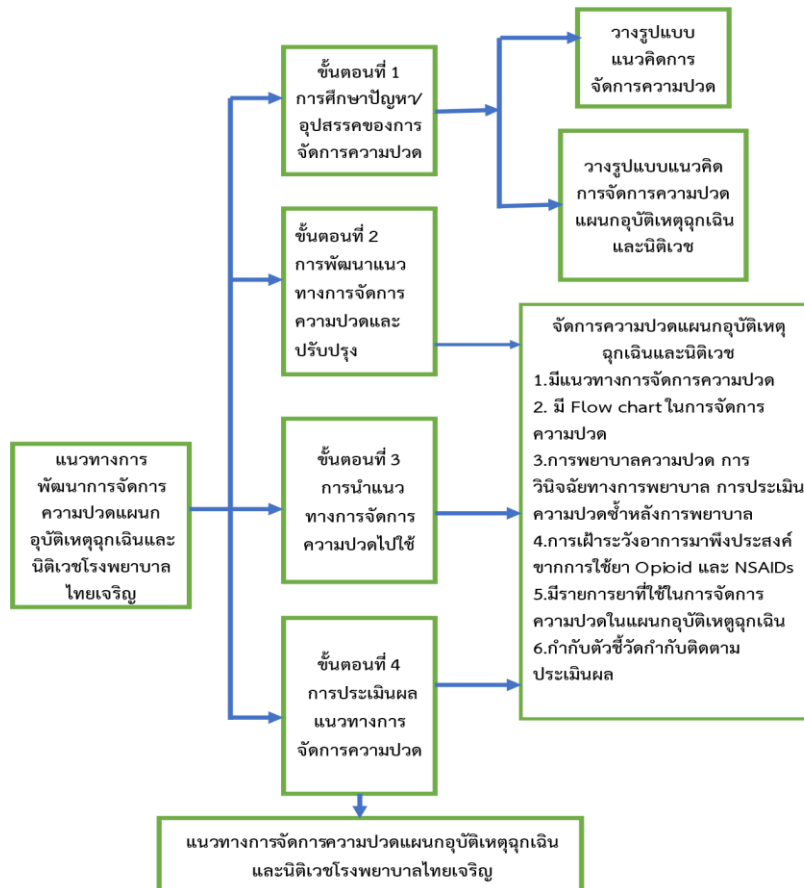 แนวทางการ
พัฒนาการจัดการ
ความปวดแผนก
อุบัติเหตุฉุกเฉินและ
นิติเวชโรงพยาบาล
ไทยเจริญ
ขั้นตอนที่ 1
การศึกษาปัญหา/
อุปสรรคของการ
จัดการความปวด
วางรูปแบบ
แนวคิดการ
จัดการความปวด
วางรูปแบบแนวคิด
การจัดการความปวด
แผนกอุบัติเหตุฉุกเฉิน
และนิติเวช
ขั้นตอนที่ 2
การพัฒนาแนว
ทางการจัดการ
ความปวดและ
ปรับปรุง
ขั้นตอนที่ 3
การนำแนว
ทางการจัดการ
ความปวดไปใช้
ขั้นตอนที่ 4
การประเมินผล
แนวทางการ
จัดการความปวด
จัดการความปวดแผนกอุบัติเหตุ
ฉุกเฉินและนิติเวช
1.มีแนวทางการจัดการความปวด
2. มี Flow chart ในการจัดการ
ความปวด
3.การพยาบาลความปวด การ
วินิจฉัยทางการพยาบาล การประเมิน
ความปวดซ้ำหลังการพยาบาล
4.การเฝ้าระวังอาการมาพึงประสงค์
ขากการใช้ยา Opioid และ NSAIDs
5.มีรายการยาที่ใช้ในการจัดการ
ความปวดในแผนกอุบัติเหตูฉุกเฉิน
6.กำกับตัวชี้วัดกำกับติดตาม
ประเมินผล
แนวทางการจัดการความปวดแผนกอุบัติเหตุฉุกเฉิน
และนิติเวชโรงพยาบาลไทยเจริญ